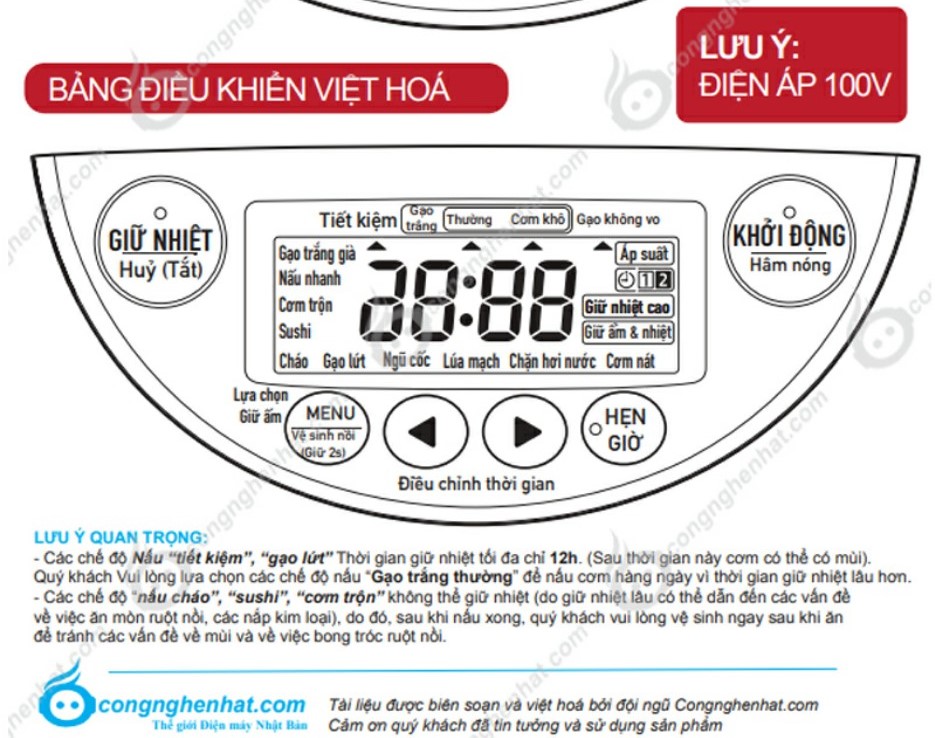 LƯU Ý:
ĐIỆN ÁP 100V
BẢNG ĐIỀU KHIỂN VIỆT HOÁ
GIỮ NHIỆT
Huỷ (Tắt)
Tiết kiệm Gạo trắng Thường Cơm khô Gạo không vo
KHỞI ĐỘNG
Hâm nóng
Gạo trắng già
Nấu nhanh
Cơm trộn
Sushi
88:88
Áp suất
1 2
Giữ nhiệt cao
Giữ ấm & nhiệt
Cháo Gạo lứt Ngũ cốc Lúa mạch Chặn hơi nước Cơm nát
Lựa chọn
Giữ ấm
MENU
Vệ sinh nồi
(Giữ 2s)
HẸN
GIỜ
Điều chỉnh thời gian
LƯU Ý QUAN TRỌNG:
- Các chế độ Nấu “tiết kiệm”, “gạo lứt” Thời gian giữ nhiệt tối đa chỉ 12h. (Sau thời gian này cơm có thể có mùi).
Quý khách Vui lòng lựa chọn các chế độ nấu “Gạo trắng thường” để nấu cơm hàng ngày vì thời gian giữ nhiệt lâu hơn.
- Các chế độ “nấu cháo”, “sushi”, “cơm trộn” không thể giữ nhiệt (do giữ nhiệt lâu có thể dẫn đến các vấn đề
về việc ăn mòn ruột nồi, các nắp kim loại), do đó, sau khi nấu xong, quý khách vui lòng vệ sinh ngay sau khi ăn
để tránh các vấn đề về mùi và về việc bong tróc ruột nồi.
congnghenhat.com
Thế giới Điện máy Nhật Bản
Tài liệu được biên soạn và việt hoá bởi đội ngũ Congnghenhat.com
Cảm ơn quý khách đã tin tưởng và sử dụng sản phẩm